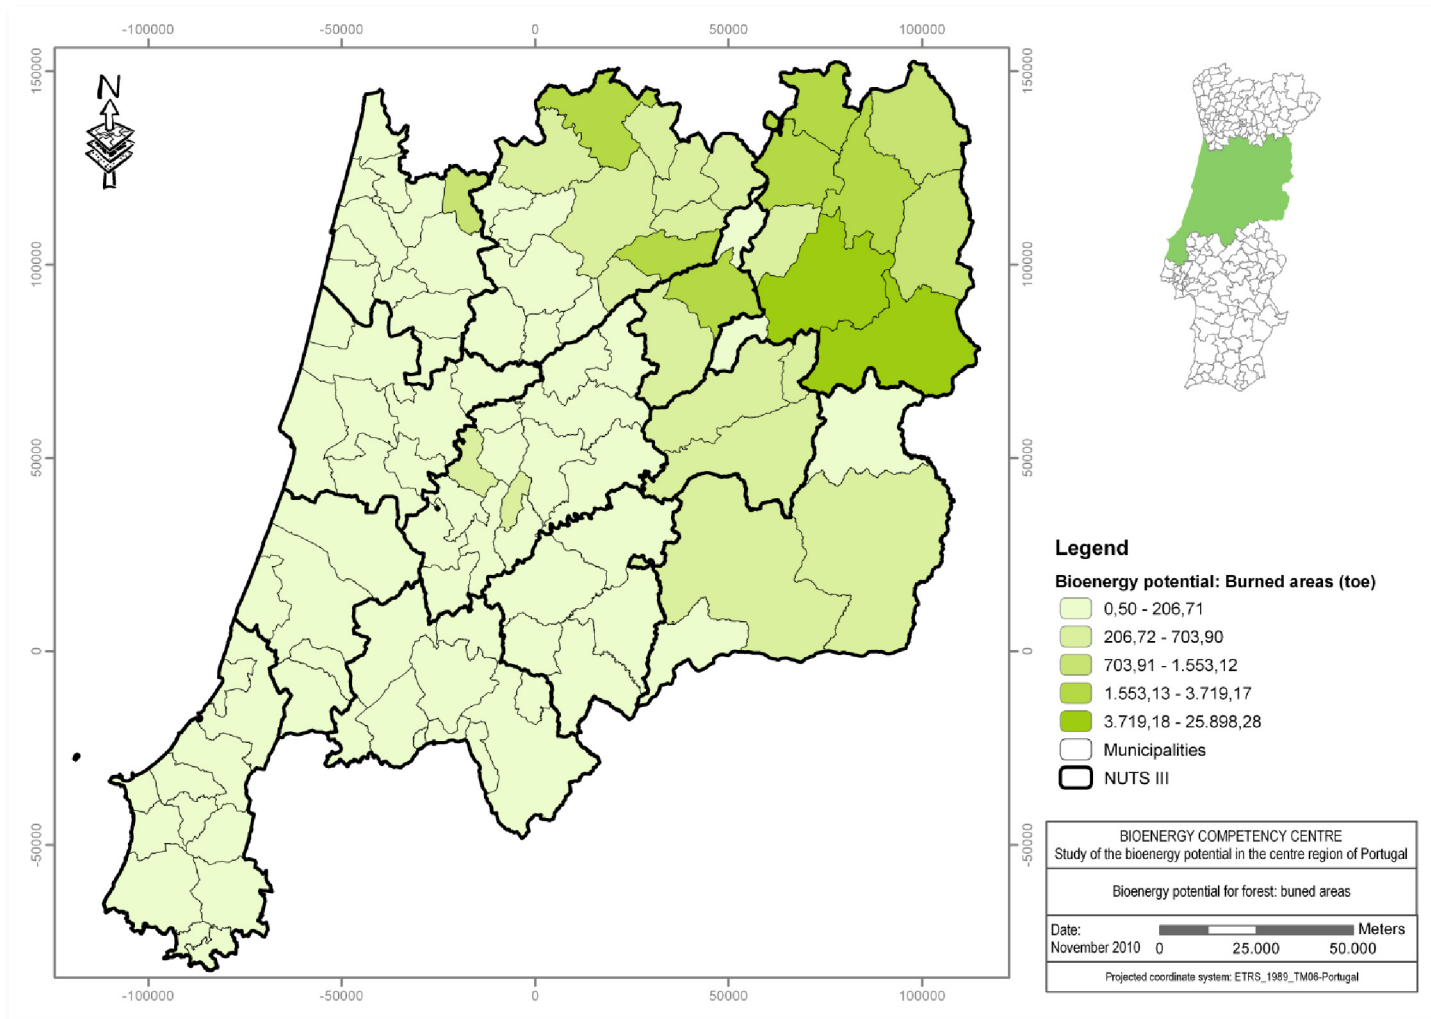 -100000 -50000 0 50000 100000
150000 150000
N
100000 100000
50000 50000
0 0
-50000 -50000
Legend
Bioenergy potential: Burned areas (toe)
0,50 - 206,71
206,72 - 703,90
703,91 - 1.553,12
1.553,13 - 3.719,17
3.719,18 - 25.898,28
Municipalities
NUTS III
BIOENERGY COMPETENCY CENTRE
Study of the bioenergy potential in the centre region of Portugal
Bioenergy potential for forest: buned areas
Date:
November 2010
Meters
0 25.000 50.000
Projected coordinate system: ETRS_1989_TM06-Portugal
-100000 -50000 0 50000 100000